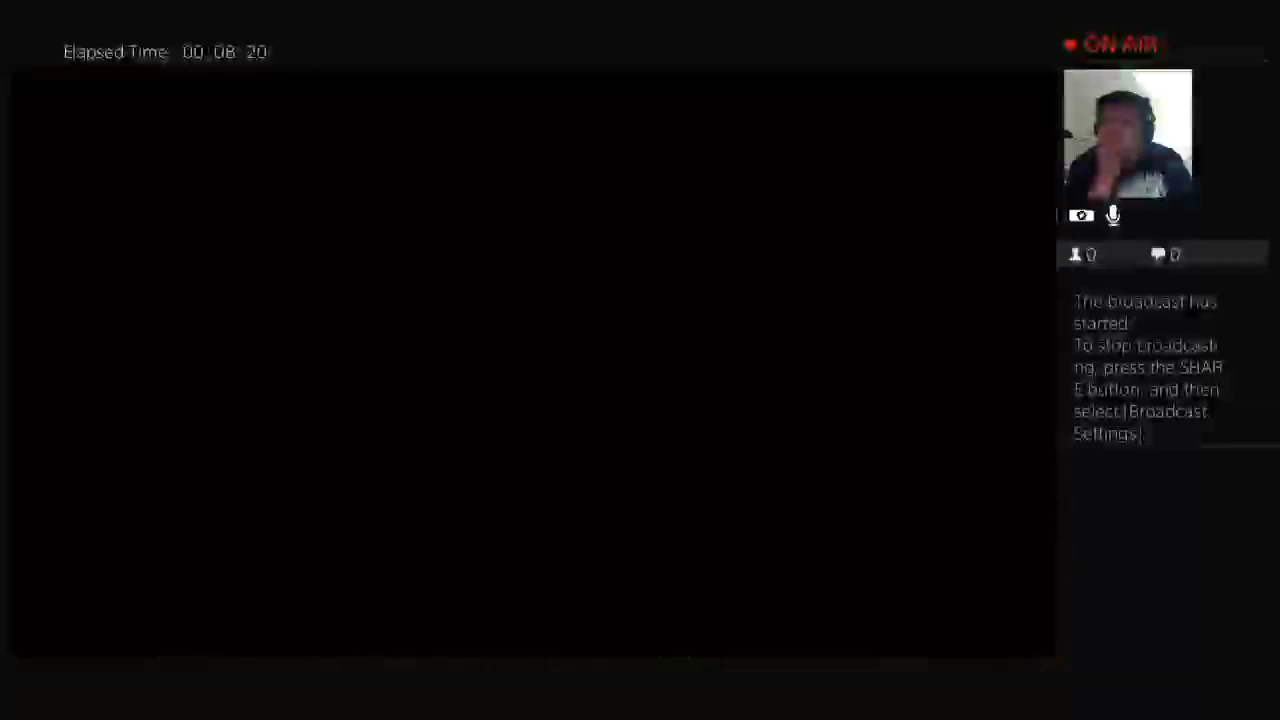 Elapsed Time 00 08 20
ON AIR
0 0
The broadcast has
started
To stop broadcasti
ng, press the SHAR
E button, and then
select [Broadcast
Settings]